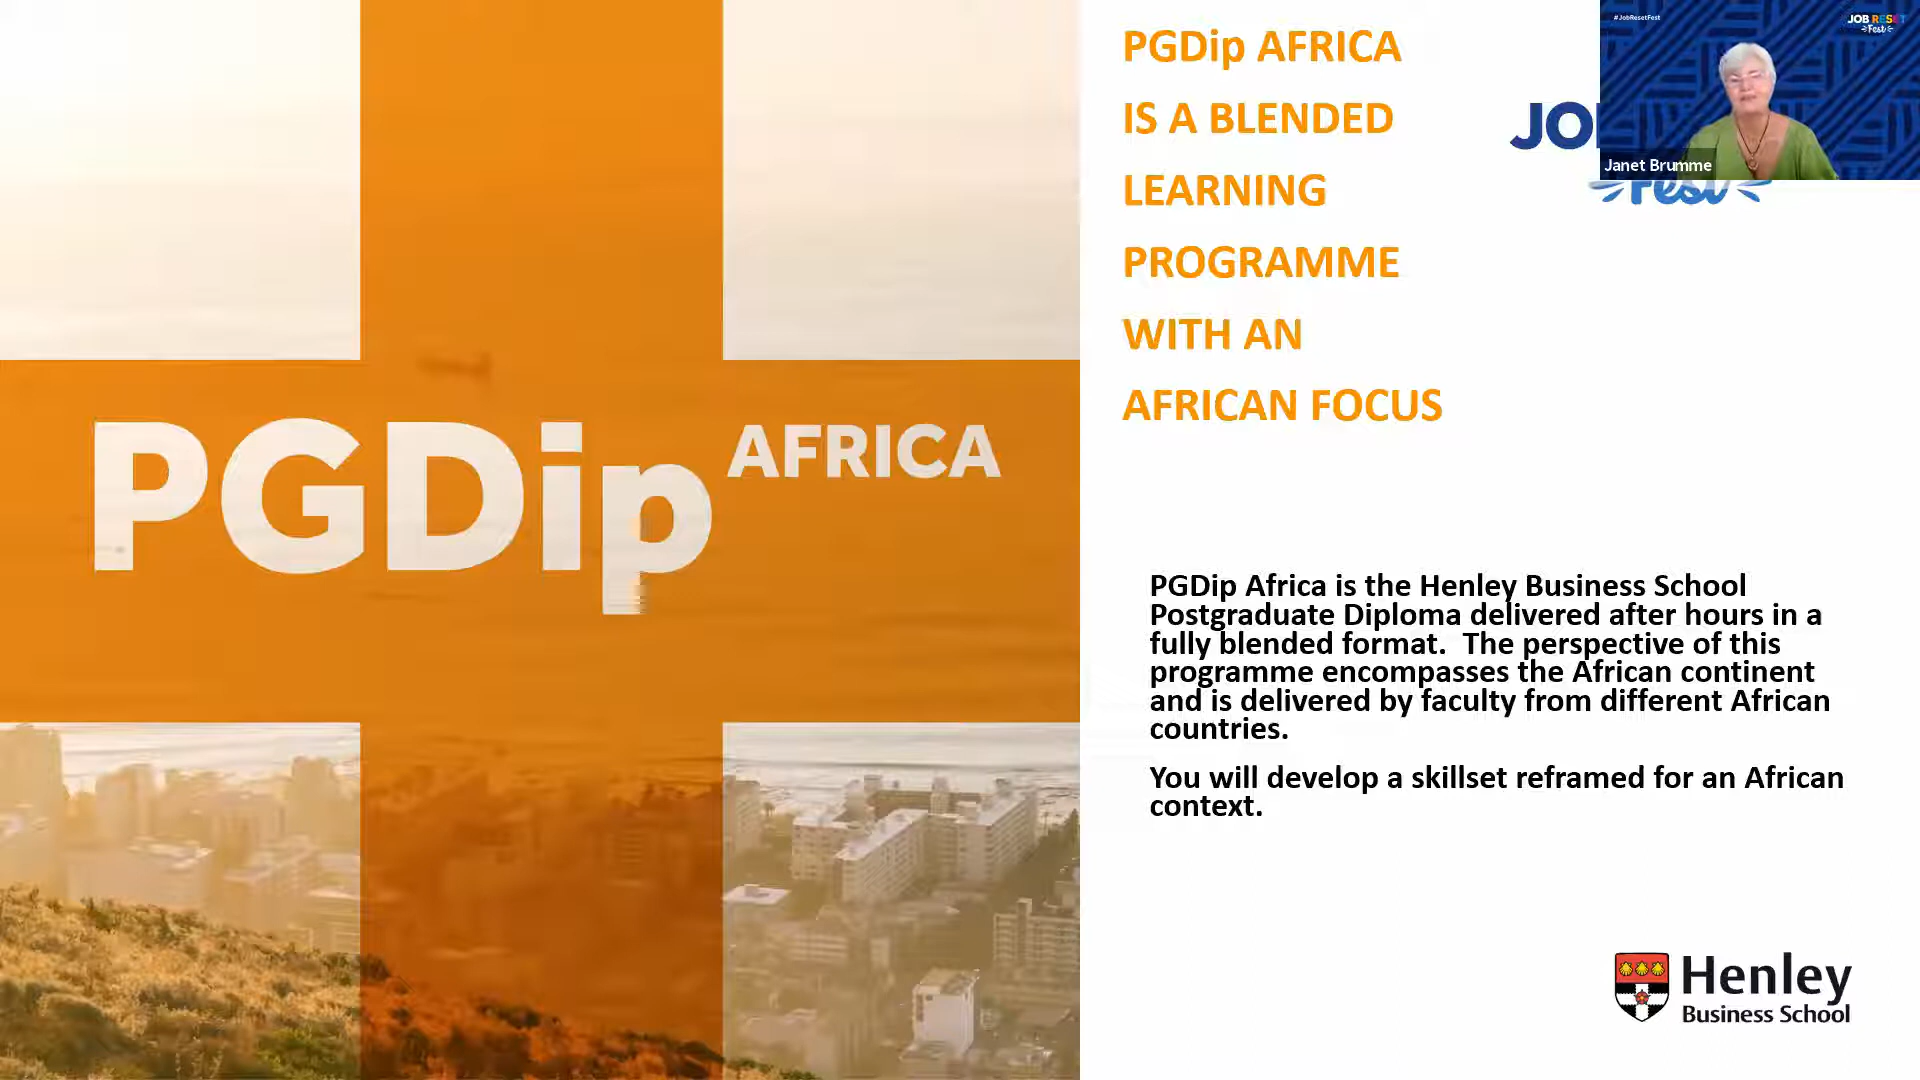 PGDip AFRICA
PGDip AFRICA
IS A BLENDED
LEARNING
PROGRAMME
WITH AN
AFRICAN FOCUS
#JobResetFest
JOB RESET
Fest
Janet Brumme
JO
Fest
PGDip Africa is the Henley Business School
Postgraduate Diploma delivered after hours in a
fully blended format.  The perspective of this
programme encompasses the African continent
and is delivered by faculty from different African
countries.
You will develop a skillset reframed for an African
context.
Henley
Business School